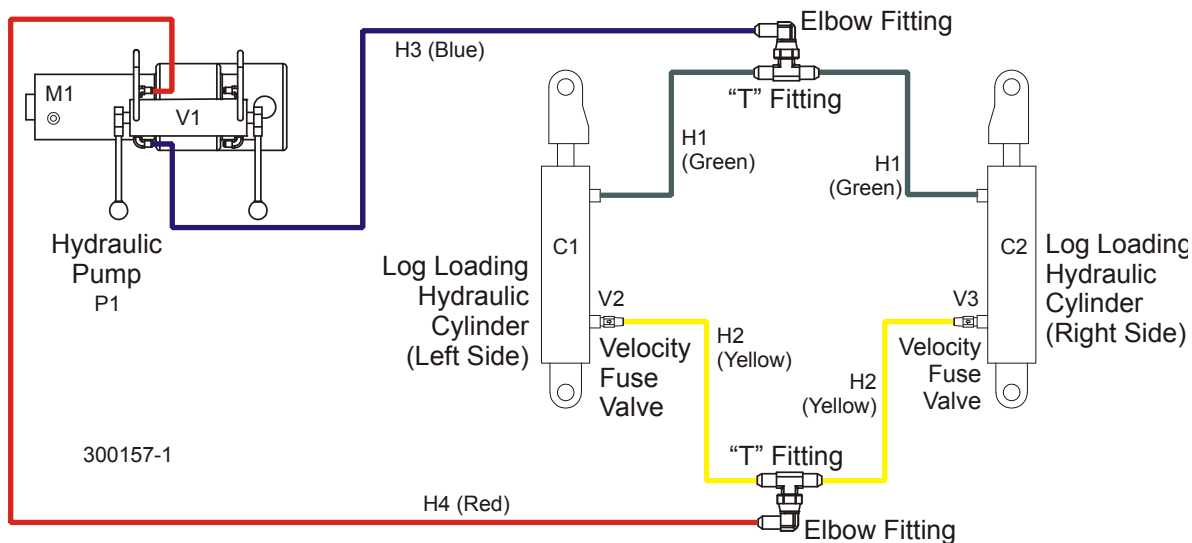 Elbow Fitting
H3 (Blue)
M1
V1
“T” Fitting
H1
(Green)
H1
(Green)
Hydraulic
Pump
P1
C1
C2
Log Loading
Hydraulic
Cylinder
(Left Side)
Log Loading
Hydraulic
Cylinder
(Right Side)
V2
V3
Velocity
Fuse
Valve
H2
(Yellow)
Velocity
Fuse
Valve
H2
(Yellow)
300157-1
“T” Fitting
H4 (Red)
Elbow Fitting